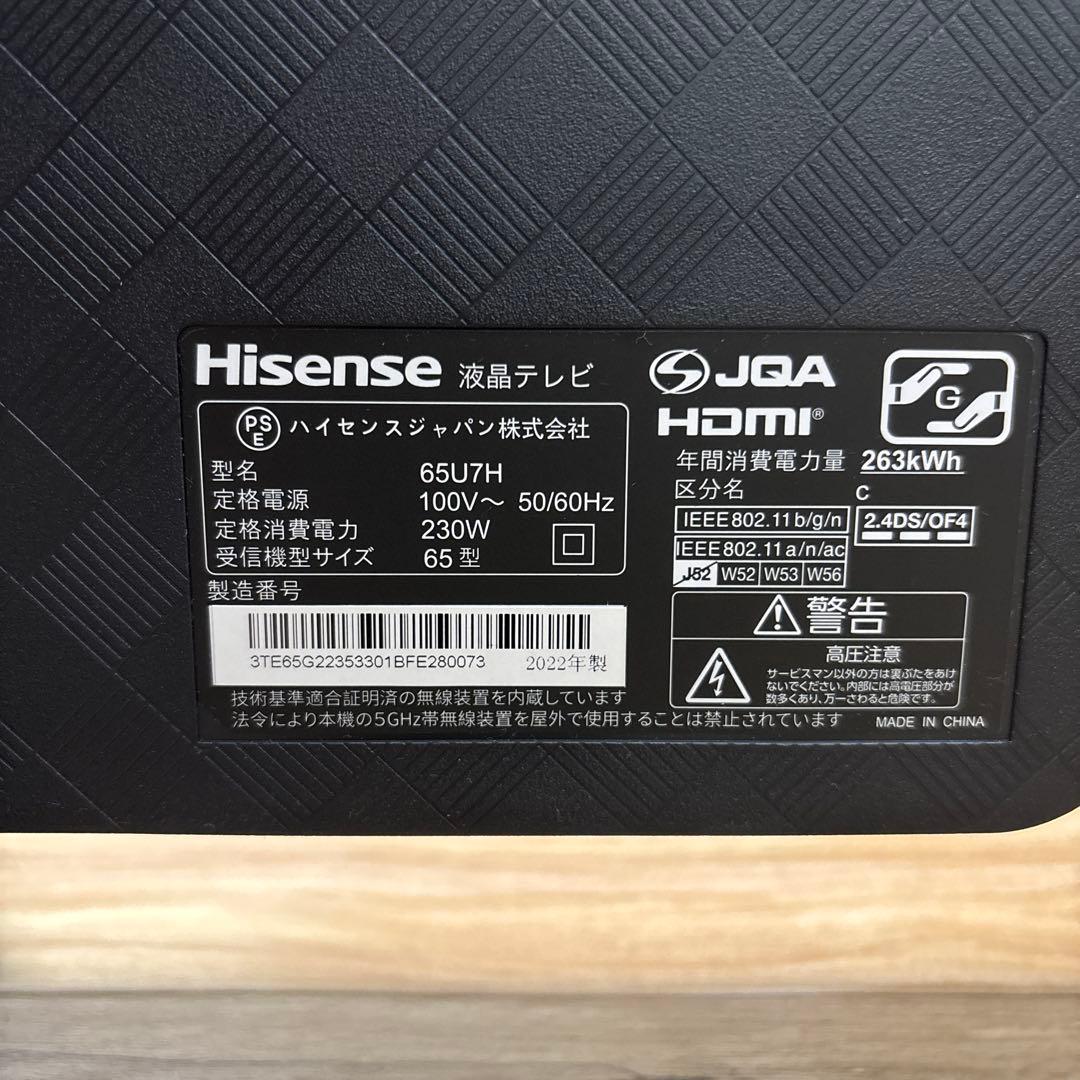 Hisense 液晶テレビ
PSE ハイセンスジャパン株式会社
型名 65U7H
定格電源 100V～ 50/60Hz
定格消費電力 230W
受信機型サイズ 65型
製造番号
3TE65G22353301BFE280073 2022年製
技術基準適合証明済の無線装置を内蔵しています
法令により本機の5GHz帯無線装置を屋外で使用することは禁止されています
JQA
HDMI®
G
年間消費電力量 263kWh
区分名 C
IEEE802.11b/g/n 2.4DS/OF4
IEEE802.11a/n/ac
J52 W52 W53 W56
警告
高圧注意
サービスマン以外の方は裏ぶたをあけ
ないでください。内部には高電圧部分が
数多くあり、万一さわると危険です。
MADE IN CHINA